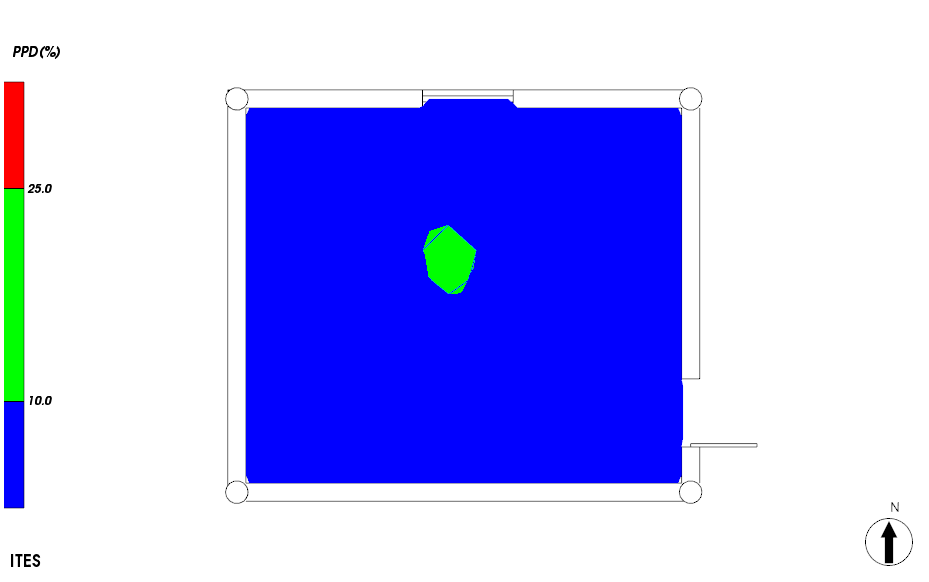 PPD(%)
25.0
10.0
N
ITES